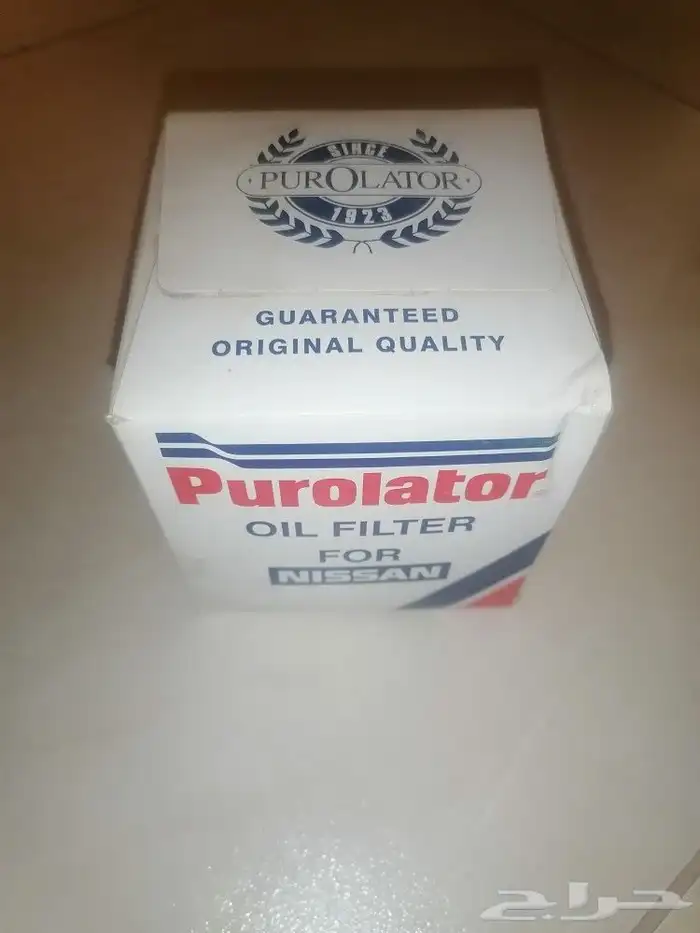 SINCE
PUROLATOR
1923
GUARANTEED
ORIGINAL QUALITY
Purolator
OIL FILTER
FOR
NISSAN
حراج